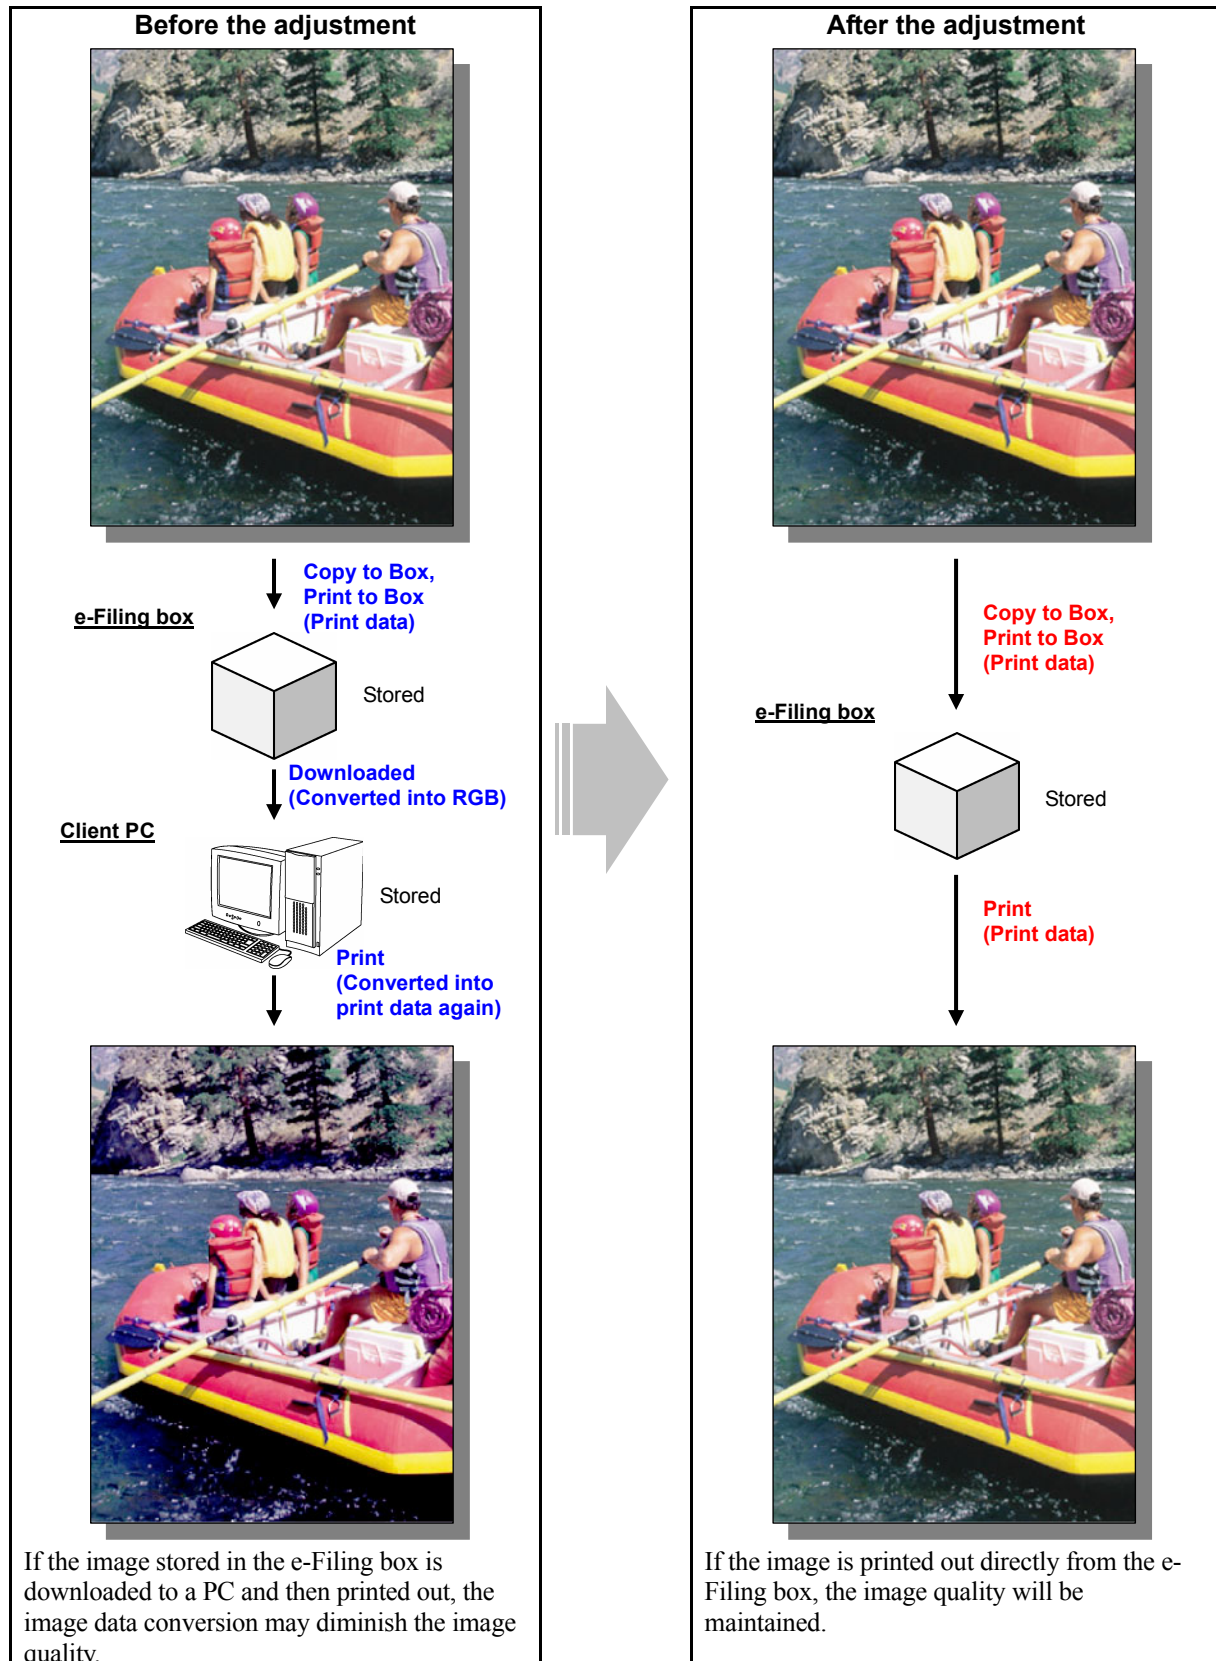 Before the adjustment
Copy to Box,
Print to Box
(Print data)
e-Filing box
Stored
Downloaded
(Converted into RGB)
Client PC
Stored
Print
(Converted into
print data again)
If the image stored in the e-Filing box is
downloaded to a PC and then printed out, the
image data conversion may diminish the image
quality.
After the adjustment
Copy to Box,
Print to Box
(Print data)
e-Filing box
Stored
Print
(Print data)
If the image is printed out directly from the e-
Filing box, the image quality will be
maintained.